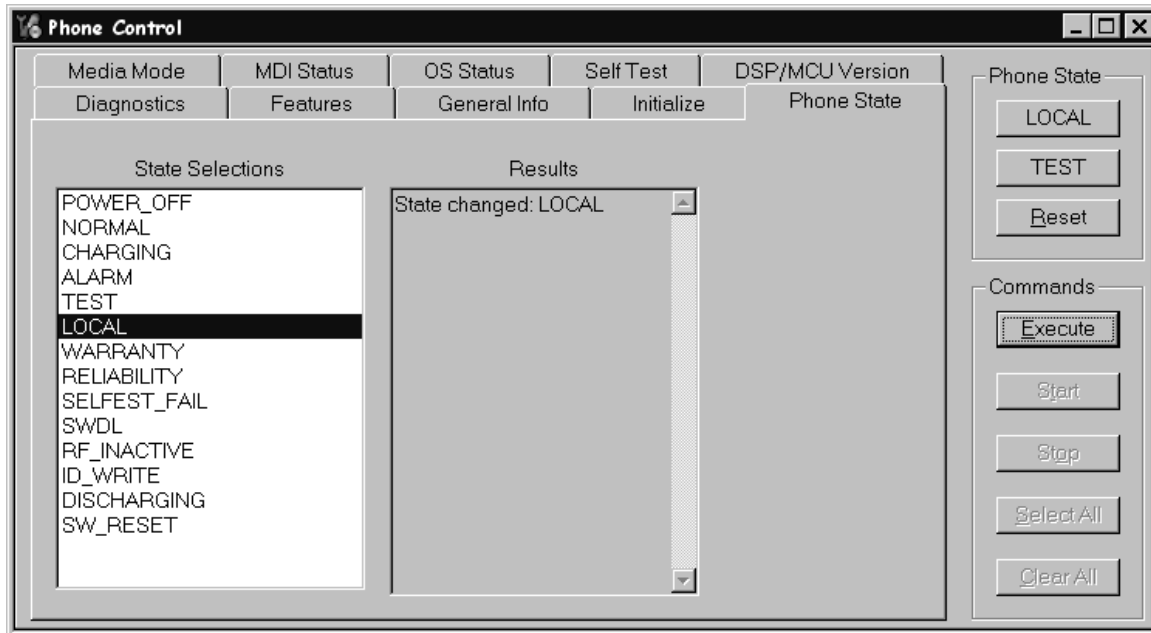 Phone Control
Media Mode MDI Status OS Status Self Test DSP/MCU Version
Diagnostics Features General Info Initialize Phone State
State Selections
POWER_OFF
NORMAL
CHARGING
ALARM
TEST
LOCAL
WARRANTY
RELIABILITY
SELFEST_FAIL
SWDL
RF_INACTIVE
ID_WRITE
DISCHARGING
SW_RESET
Results
State changed: LOCAL
Phone State
LOCAL
TEST
Reset
Commands
Execute
Start
Stop
Select All
Clear All